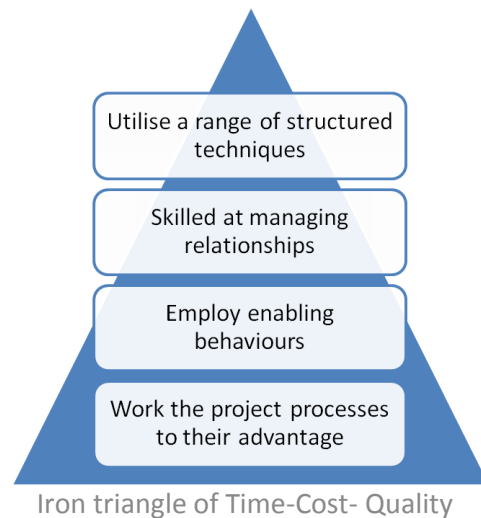 Utilise a range of structured
techniques
Skilled at managing
relationships
Employ enabling
behaviours
Work the project processes
to their advantage
Iron triangle of Time-Cost- Quality